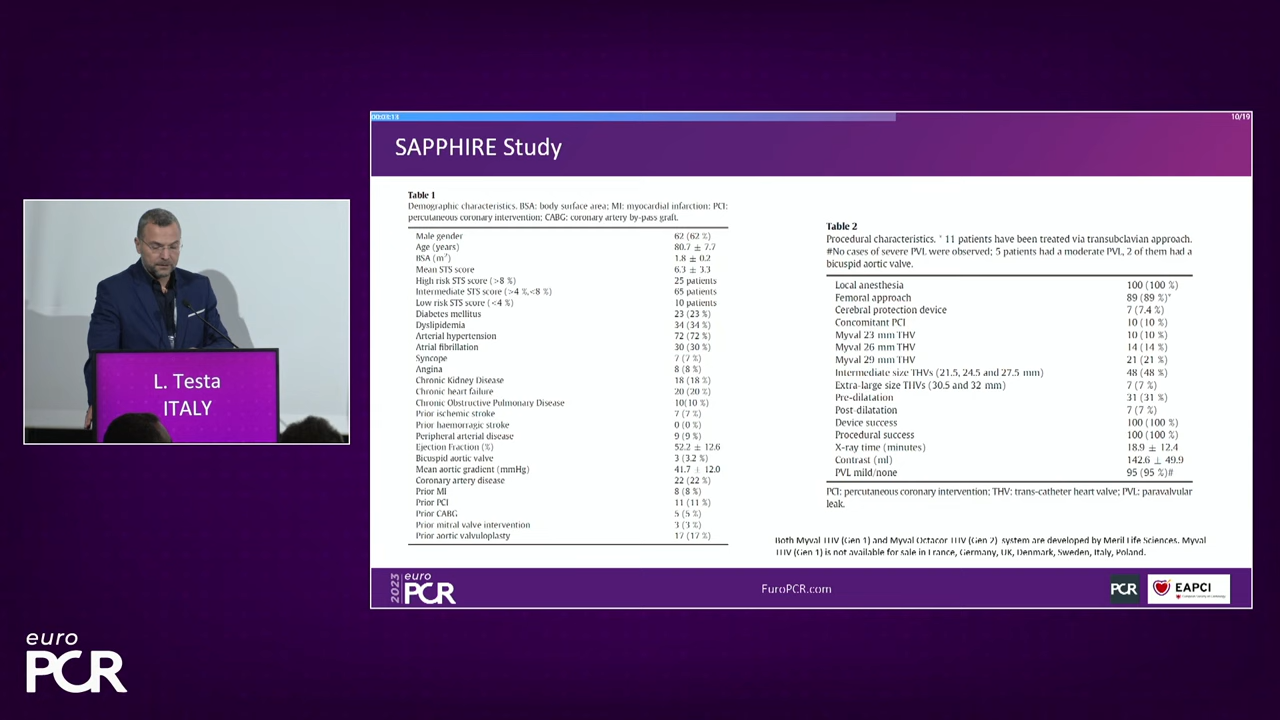 00:03:13
10/19
SAPPHIRE Study
Table 1
Demographic characteristics. BSA: body surface area; MI: myocardial infarction; PCI:
percutaneous coronary intervention; CABG: coronary artery by-pass graft.
Male gender 62 (62 %)
Age (years) 80.7 ± 7.7
BSA (m²) 1.8 ± 0.2
Mean STS score 6.3 ± 3.3
High risk STS score (>8 %) 25 patients
Intermediate STS score (>4 %,<8 %) 65 patients
Low risk STS score (<4 %) 10 patients
Diabetes mellitus 23 (23 %)
Dyslipidemia 34 (34 %)
Arterial hypertension 72 (72 %)
Atrial fibrillation 30 (30 %)
Syncope 7 (7 %)
Angina 8 (8 %)
Chronic Kidney Disease 18 (18 %)
Chronic heart failure 20 (20 %)
Chronic Obstructive Pulmonary Disease 10(10 %)
Prior ischemic stroke 7 (7 %)
Prior haemorragic stroke 0 (0 %)
Peripheral arterial disease 9 (9 %)
Ejection Fraction (%) 52.2 ± 12.6
Bicuspid aortic valve 3 (3.2 %)
Mean aortic gradient (mmHg) 41.7 ± 12.0
Coronary artery disease 22 (22 %)
Prior MI 8 (8 %)
Prior PCI 11 (11 %)
Prior CABG 5 (5 %)
Prior mitral valve intervention 3 (3 %)
Prior aortic valvuloplasty 17 (17 %)
Table 2
Procedural characteristics. * 11 patients have been treated via transubclavian approach.
#No cases of severe PVL were observed; 5 patients had a moderate PVL, 2 of them had a
bicuspid aortic valve.
Local anesthesia 100 (100 %)
Femoral approach 89 (89 %)*
Cerebral protection device 7 (7.4 %)
Concomitant PCI 10 (10 %)
Myval 23 mm THV 10 (10 %)
Myval 26 mm THV 14 (14 %)
Myval 29 mm THV 21 (21 %)
Intermediate size THVs (21.5, 24.5 and 27.5 mm) 48 (48 %)
Extra-large size THVs (30.5 and 32 mm) 7 (7 %)
Pre-dilatation 31 (31 %)
Post-dilatation 7 (7 %)
Device success 100 (100 %)
Procedural success 100 (100 %)
X-ray time (minutes) 18.9 ± 12.4
Contrast (ml) 142.6 ± 49.9
PVL mild/none 95 (95 %)#
PCI: percutaneous coronary intervention; THV: trans-catheter heart valve; PVL: paravalvular
leak.
Both Myval THV (Gen 1) and Myval Octacor THV (Gen 2) system are developed by Meril Life Sciences. Myval
THV (Gen 1) is not available for sale in France, Germany, UK, Denmark, Sweden, Italy, Poland.
2023 euro PCR
EuroPCR.com
PCR
EAPCI
L. Testa
ITALY
euro
PCR